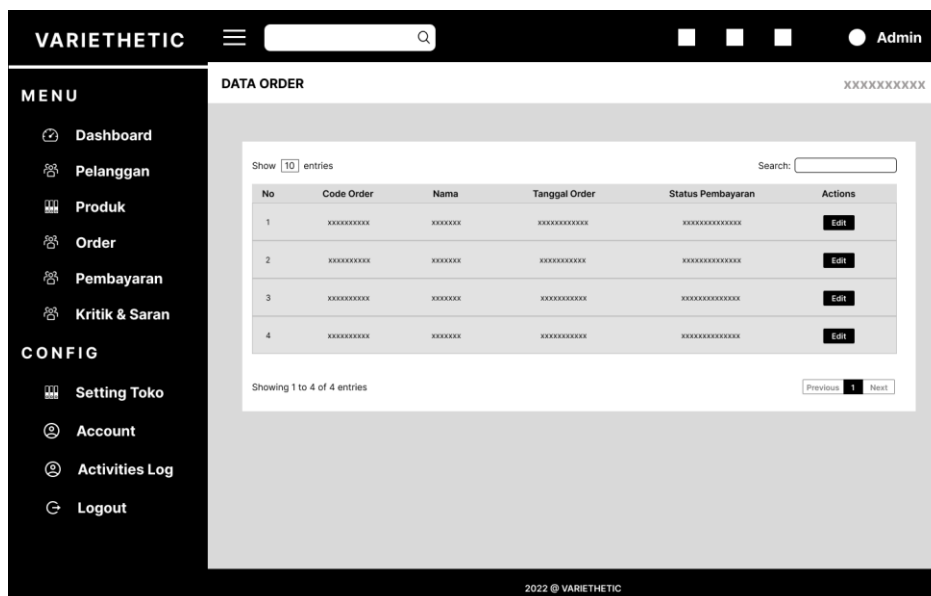 VARIETHETIC
Admin
MENU
Dashboard
Pelanggan
Produk
Order
Pembayaran
Kritik & Saran
CONFIG
Setting Toko
Account
Activities Log
Logout
DATA ORDER
XXXXXXXXXX
Show 10 entries
Search:
No Code Order Nama Tanggal Order Status Pembayaran Actions
1 xxxxxxxxxx xxxxxxx xxxxxxxxxxxx xxxxxxxxxxxxxx Edit
2 xxxxxxxxxx xxxxxxx xxxxxxxxxxx xxxxxxxxxxxxxx Edit
3 xxxxxxxxxx xxxxxxx xxxxxxxxxxx xxxxxxxxxxxxxx Edit
4 xxxxxxxxxx xxxxxxx xxxxxxxxxxx xxxxxxxxxxxxxx Edit
Showing 1 to 4 of 4 entries
Previous 1 Next
2022 @ VARIETHETIC